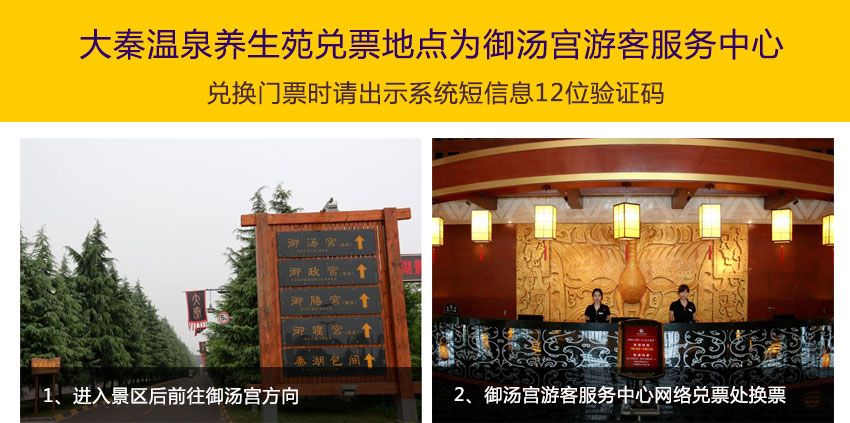 大秦温泉养生苑兑票地点为御汤宫游客服务中心
兑换门票时请出示系统短信息12位验证码
御汤宫
御政宫
御膳宫
御寝宫
秦湖包间
大秦
1、进入景区后前往御汤宫方向
2、御汤宫游客服务中心网络兑票处换票